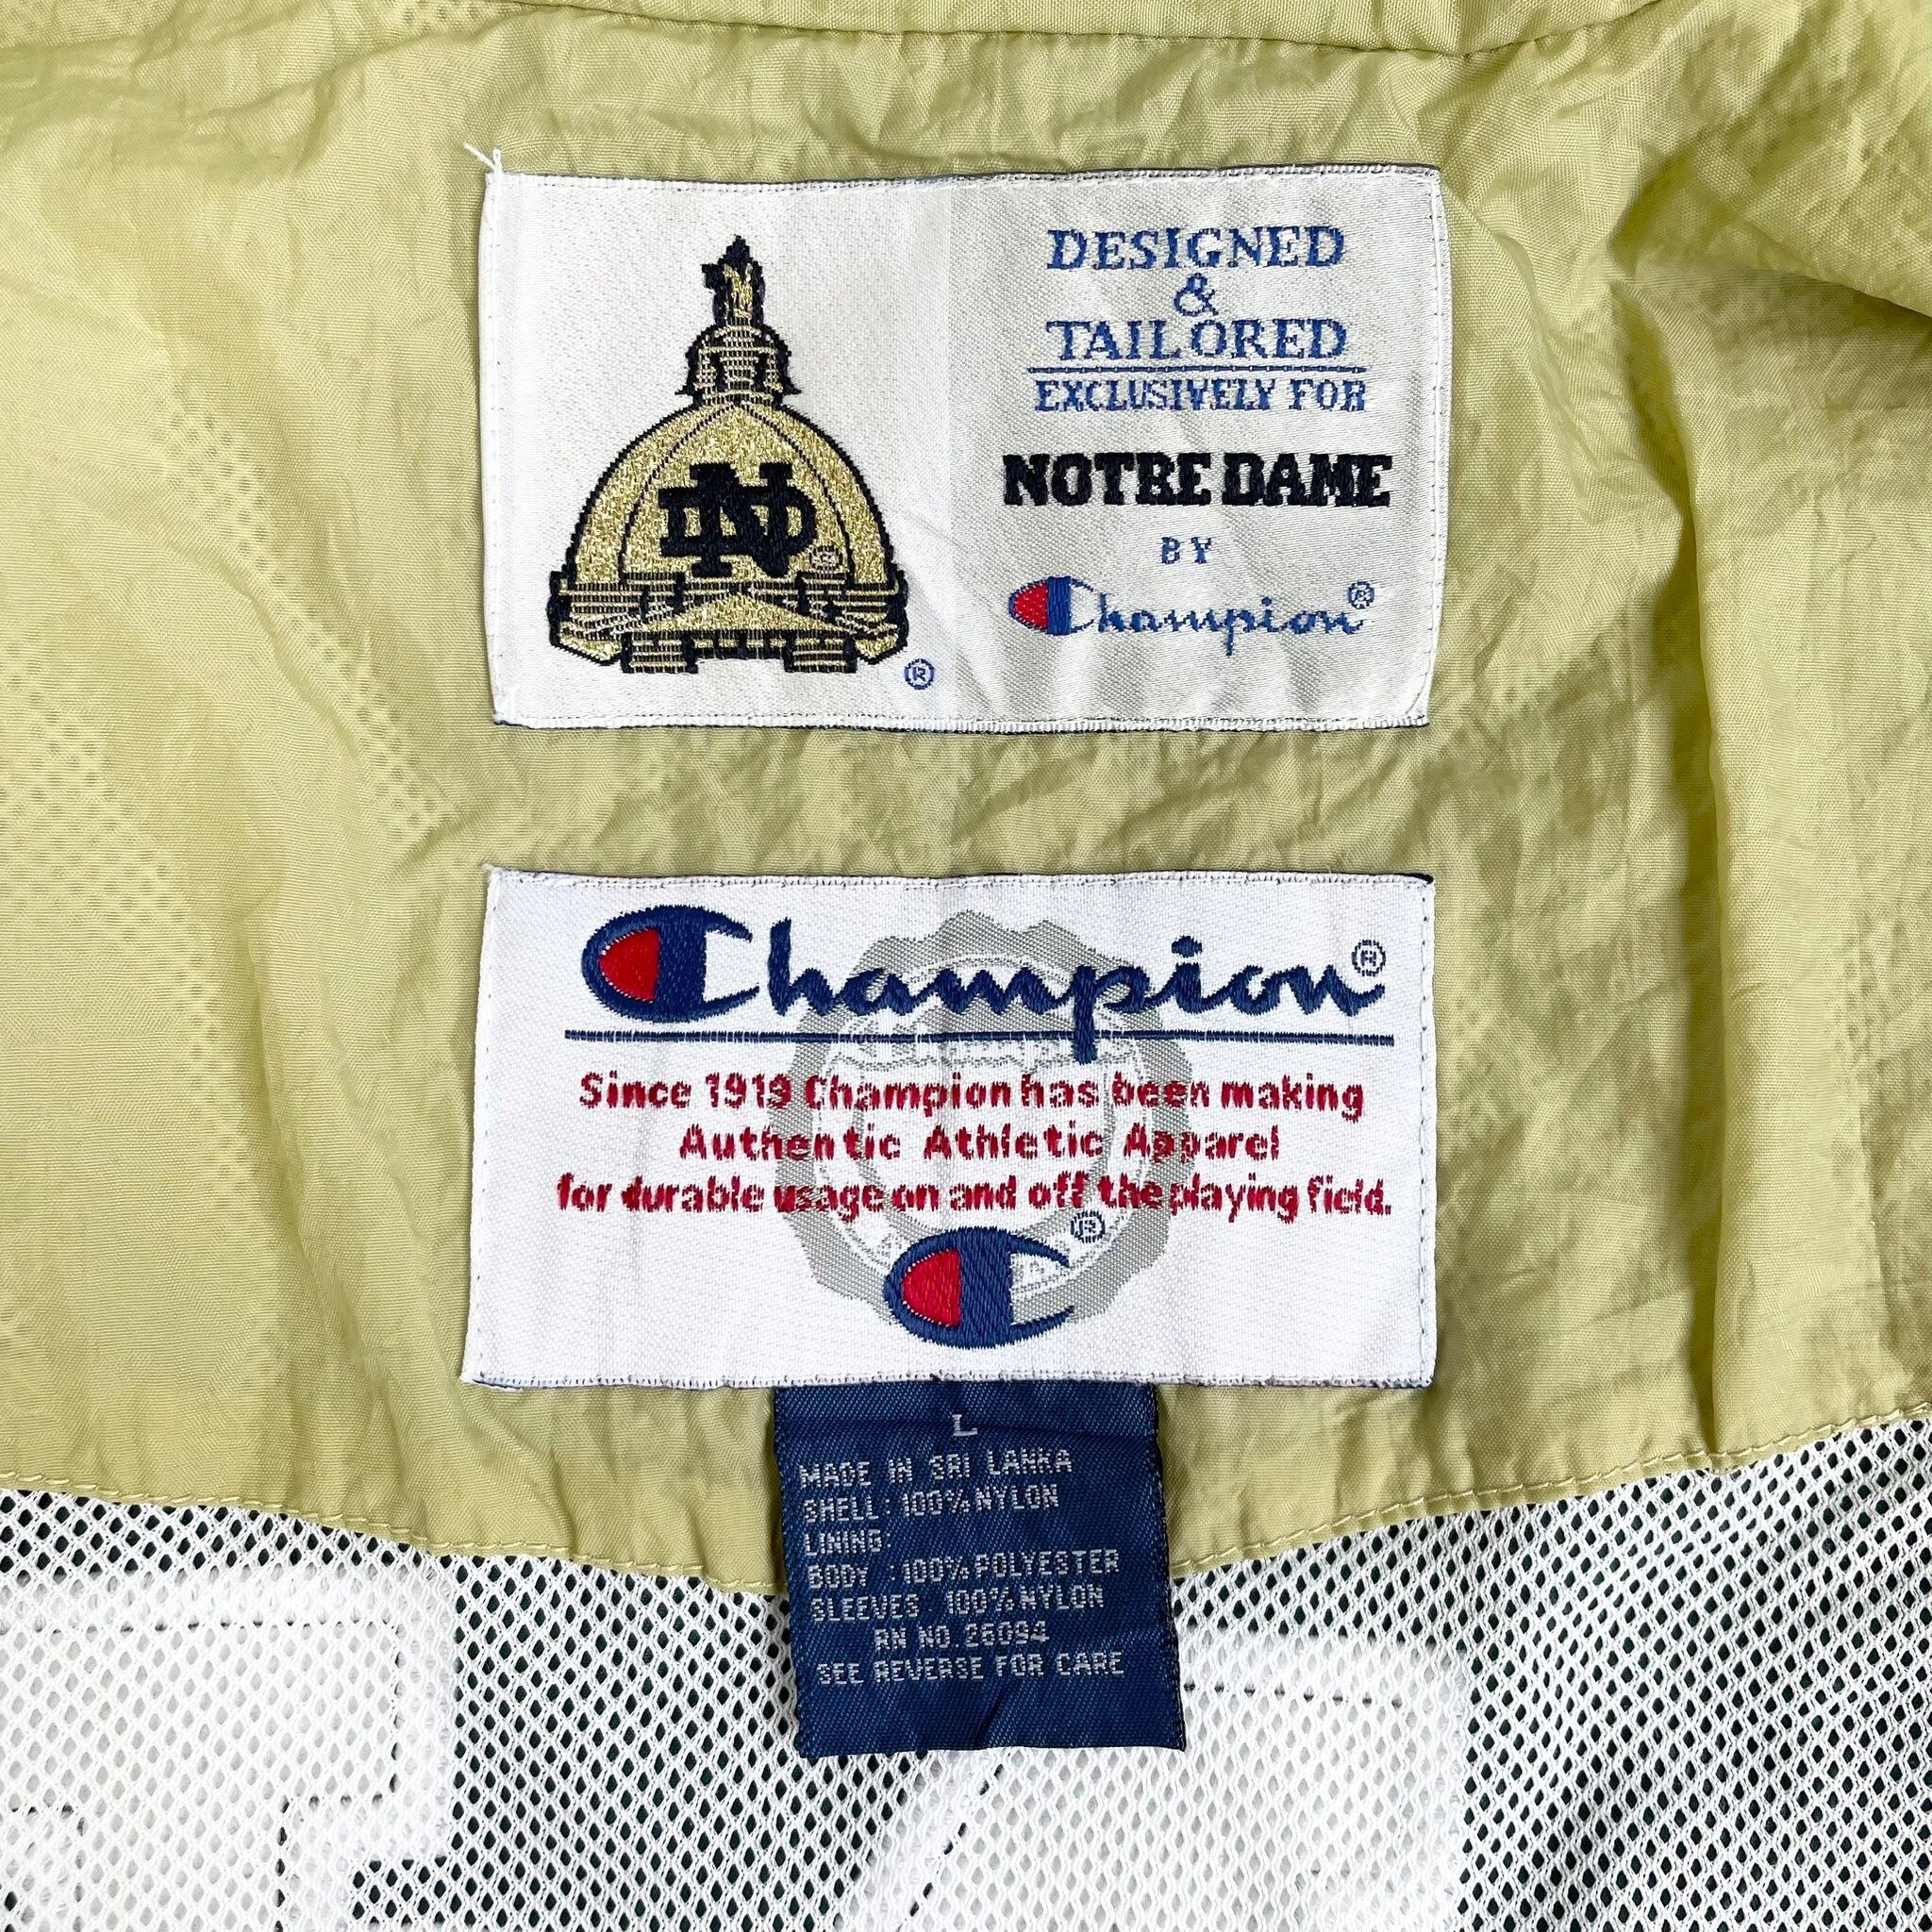 ND
®
®
DESIGNED
&
TAILORED
EXCLUSIVELY FOR
NOTRE DAME
BY
Champion®
Champion®
Since 1919 Champion has been making
Authentic Athletic Apparel
for durable usage on and off the playing field.
®
L
MADE IN SRI LANKA
SHELL: 100% NYLON
LINING:
BODY : 100% POLYESTER
SLEEVES 100% NYLON
RN NO. 26094
SEE REVERSE FOR CARE